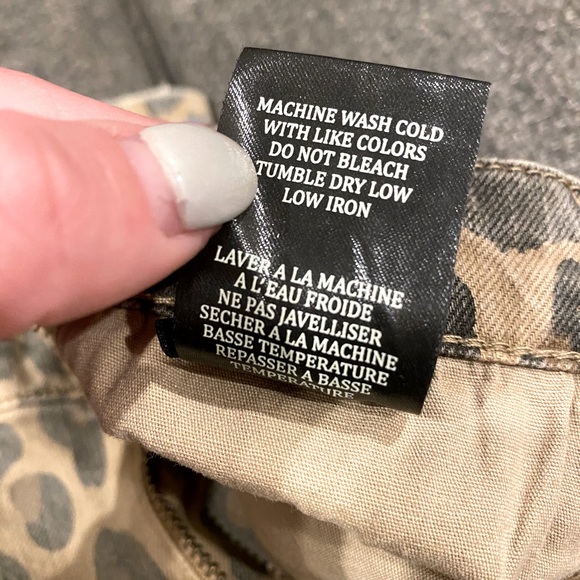 MACHINE WASH COLD
WITH LIKE COLORS
DO NOT BLEACH
TUMBLE DRY LOW
LOW IRON
LAVER A LA MACHINE
A L'EAU FROIDE
NE PAS JAVELLISER
SECHER A LA MACHINE
BASSE TEMPERATURE
REPASSER A BASSE
TEMPERATURE